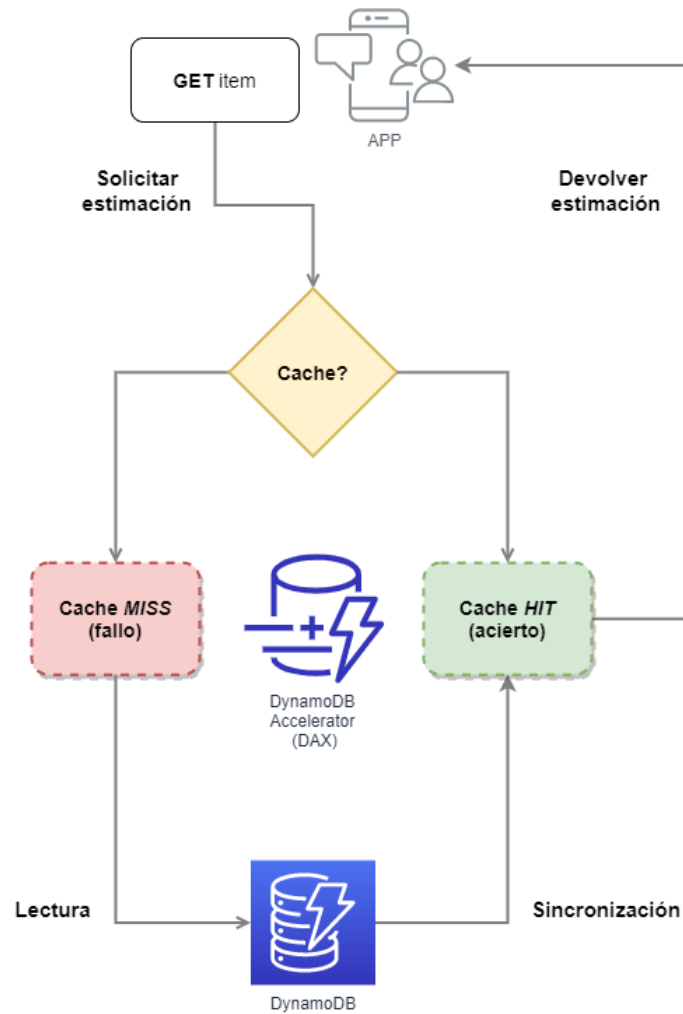 GET item
APP
Solicitar
estimación
Devolver
estimación
Cache?
Cache MISS
(fallo)
Cache HIT
(acierto)
DynamoDB
Accelerator
(DAX)
Lectura
Sincronización
DynamoDB